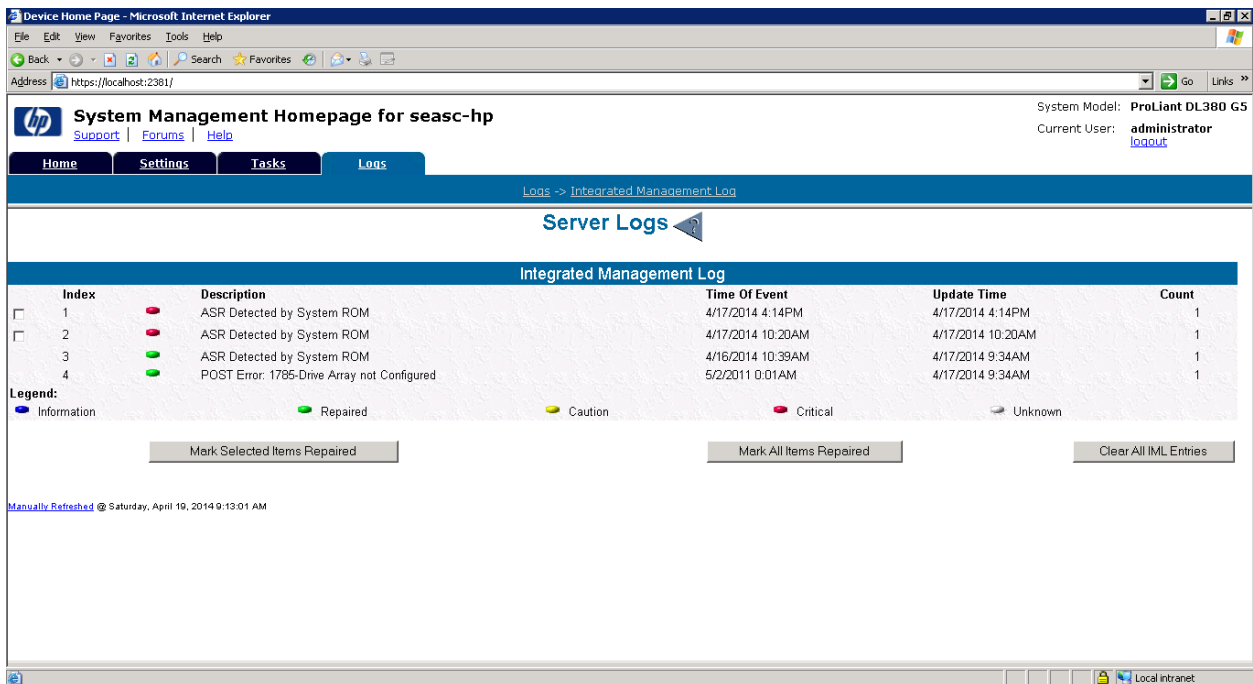 Device Home Page - Microsoft Internet Explorer
File Edit View Favorites Tools Help
Back Search Favorites
Address https://localhost:2381/ Go Links »
hp System Management Homepage for seasc-hp System Model: ProLiant DL380 G5
Support | Forums | Help Current User: administrator
logout
Home Settings Tasks Logs
Logs -> Integrated Management Log
Server Logs ?
Integrated Management Log
Index Description Time Of Event Update Time Count
1 ASR Detected by System ROM 4/17/2014 4:14PM 4/17/2014 4:14PM 1
2 ASR Detected by System ROM 4/17/2014 10:20AM 4/17/2014 10:20AM 1
3 ASR Detected by System ROM 4/16/2014 10:39AM 4/17/2014 9:34AM 1
4 POST Error: 1785-Drive Array not Configured 5/2/2011 0:01AM 4/17/2014 9:34AM 1
Legend:
Information Repaired Caution Critical Unknown
Mark Selected Items Repaired Mark All Items Repaired Clear All IML Entries
Manually Refreshed @ Saturday, April 19, 2014 9:13:01 AM
Local intranet